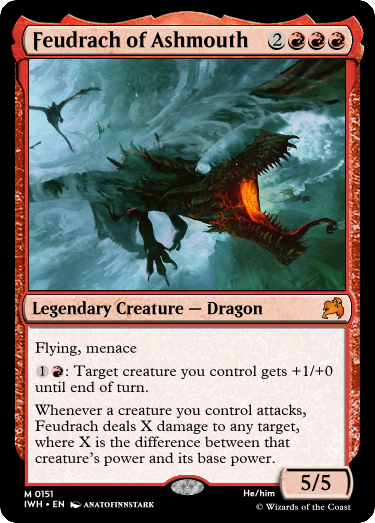 Feudrach of Ashmouth 2
Legendary Creature — Dragon
Flying, menace
1: Target creature you control gets +1/+0
until end of turn.
Whenever a creature you control attacks,
Feudrach deals X damage to any target,
where X is the difference between that
creature's power and its base power.
5/5
M 0151 He/him
IWH • EN ANATOFINNSTARK © Wizards of the Coast